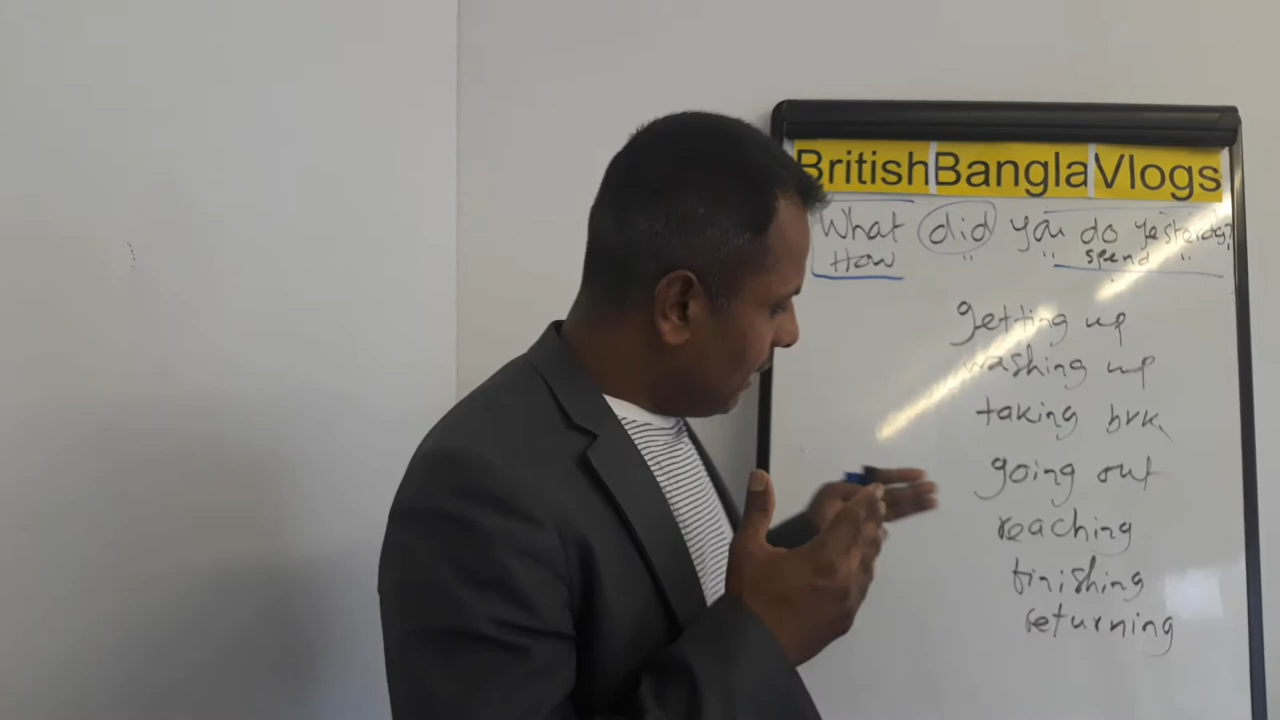 BritishBanglaVlogs
What did you do yesterday?
How " " spend "
getting up
washing up
taking brk
going out
reaching
finishing
returning